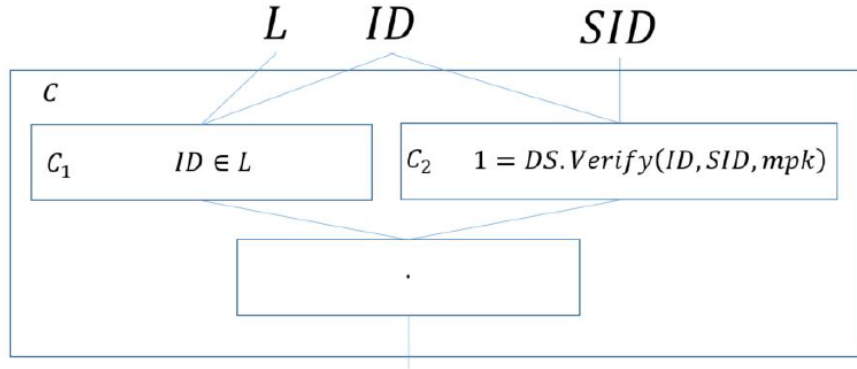 L ID SID
C
C₁ ID ∈ L C₂ 1 = DS.Verify(ID, SID, mpk)
.